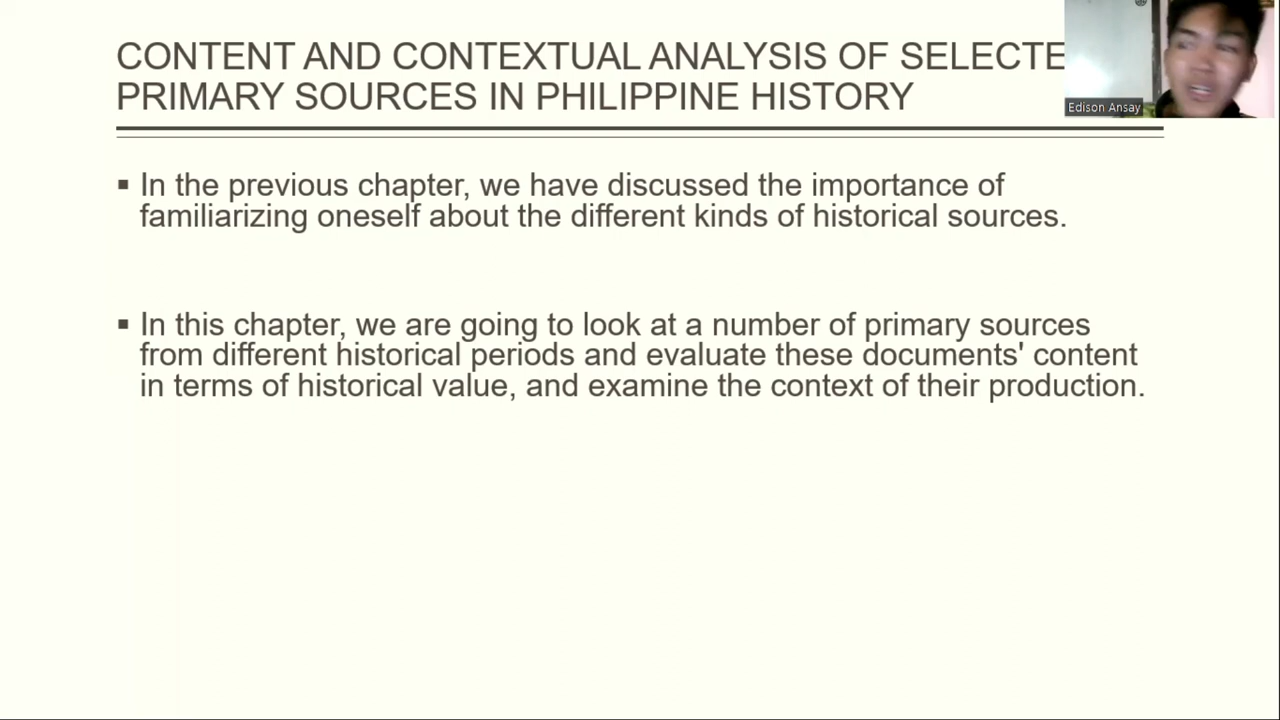 CONTENT AND CONTEXTUAL ANALYSIS OF SELECTE
PRIMARY SOURCES IN PHILIPPINE HISTORY
Edison Ansay
▪ In the previous chapter, we have discussed the importance of
familiarizing oneself about the different kinds of historical sources.
▪ In this chapter, we are going to look at a number of primary sources
from different historical periods and evaluate these documents' content
in terms of historical value, and examine the context of their production.